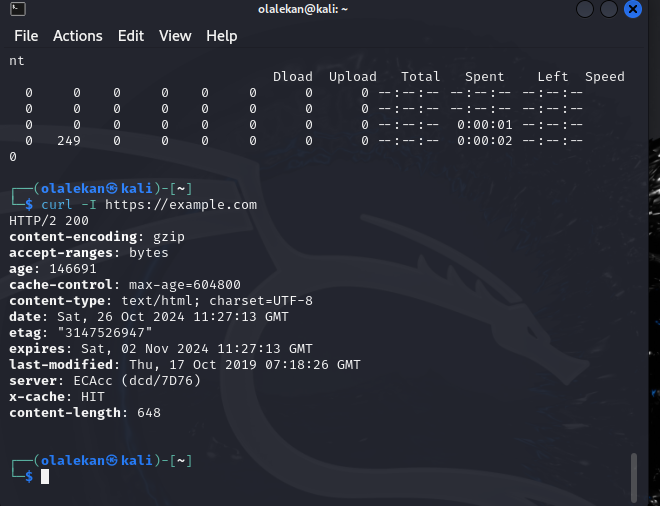 olalekan@kali: ~
File Actions Edit View Help
nt
Dload Upload Total Spent Left Speed
0 0 0 0 0 0 0 0 --:--:-- --:--:-- --:--:--
0 0 0 0 0 0 0 0 --:--:-- --:--:-- --:--:--
0 0 0 0 0 0 0 0 --:--:-- 0:00:01 --:--:--
0 249 0 0 0 0 0 0 --:--:-- 0:00:02 --:--:--
0
┌──(olalekan㉿kali)-[~]
└─$ curl -I https://example.com
HTTP/2 200
content-encoding: gzip
accept-ranges: bytes
age: 146691
cache-control: max-age=604800
content-type: text/html; charset=UTF-8
date: Sat, 26 Oct 2024 11:27:13 GMT
etag: "3147526947"
expires: Sat, 02 Nov 2024 11:27:13 GMT
last-modified: Thu, 17 Oct 2019 07:18:26 GMT
server: ECAcc (dcd/7D76)
x-cache: HIT
content-length: 648
┌──(olalekan㉿kali)-[~]
└─$